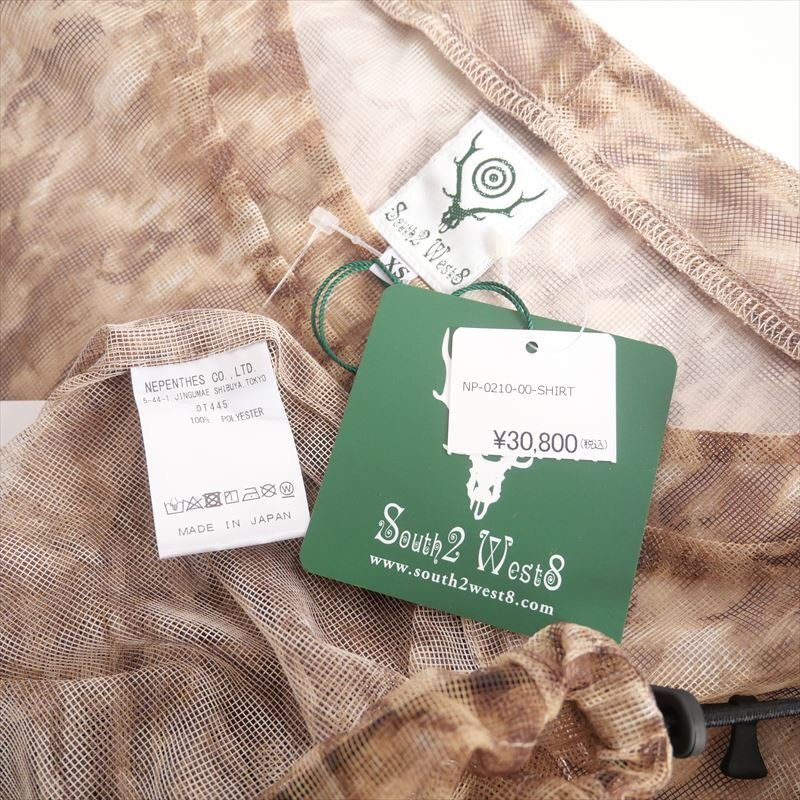 South2 West8
XS
NEPENTHES CO.,LTD.
5-44-1, JINGUMAE SHIBUYA TOKYO
OT445
100% POLYESTER
MADE IN JAPAN
NP-0210-00-SHIRT
¥30,800(税込)
South2 West8
www.south2west8.com